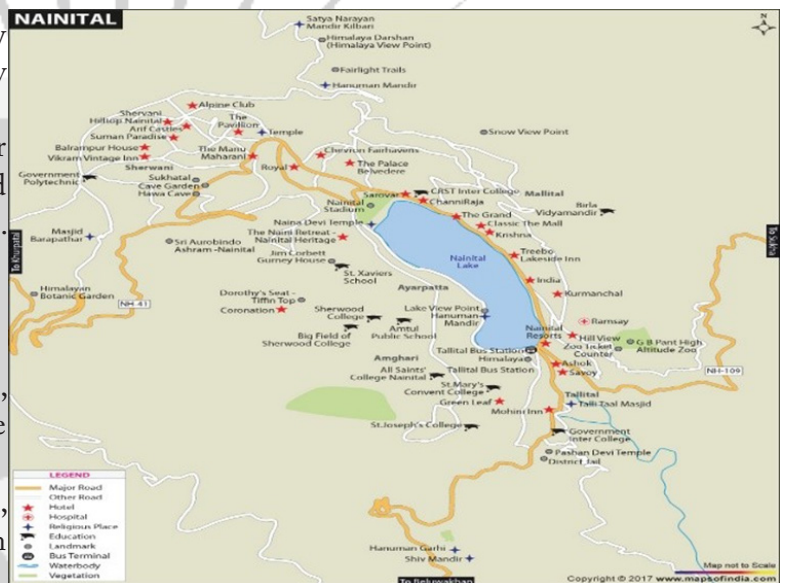 NAINITAL
N
Satya Narayan
Mandir Kilbari
Himalaya Darshan
(Himalaya View Point)
Fairlight Trails
Hanuman Mandir
Alpine Club
Shervani
Hilltop Nainital
The
Pavillion
Arif Castles
Temple
Suman Paradise
Snow View Point
Balrampur House
The Manu
Maharani
Chevron Fairhavens
Vikram Vintage Inn
Sherwani
Royal
The Palace
Belvedere
Government
Polytechnic
Sukhatal
Cave Garden
Hawa Cave
Sarovar
CRST Inter College
Mallital
Nainital
Stadium
ChanniRaja
Birla
Vidyamandir
The Grand
Naina Devi Temple
Classic The Mall
Krishna
Masjid
Barapathar
The Naini Retreat -
Nainital Heritage
To Khurpatal
To Sukha
Sri Aurobindo
Ashram -Nainital
Jim Corbett
Gurney House
Nainital
Lake
Treebo
Lakeside Inn
St. Xaviers
School
India
Ayarpatta
Kurmanchal
Himalayan
Botanic Garden
Dorothy's Seat -
Tiffin Top
NH-41
Coronation
Sherwood
College
Lake View Point
Hanuman
Mandir
Ramsay
Amtul
Public School
Big Field of
Sherwood College
Nainital
Resorts
Hill View
Zoo Ticket
Counter
G B Pant High
Altitude Zoo
Tallital Bus Station
Himalaya
Amghari
Ashok
Savoy
NH-109
All Saints'
College Nainital
Tallital Bus Station
St.Mary's
Convent College
Green Leaf
Mohini Inn
Tallital
Talli Taal Masjid
St.Joseph's College
Government
Inter College
Pashan Devi Temple
District Jail
LEGEND
Major Road
Other Road
Hotel
Hospital
Religious Place
Education
Landmark
Bus Terminal
Waterbody
Vegetation
Hanuman Garhi
Shiv Mandir
To Beluwakhan
Map not to Scale
Copyright © 2017 www.mapsofindia.com